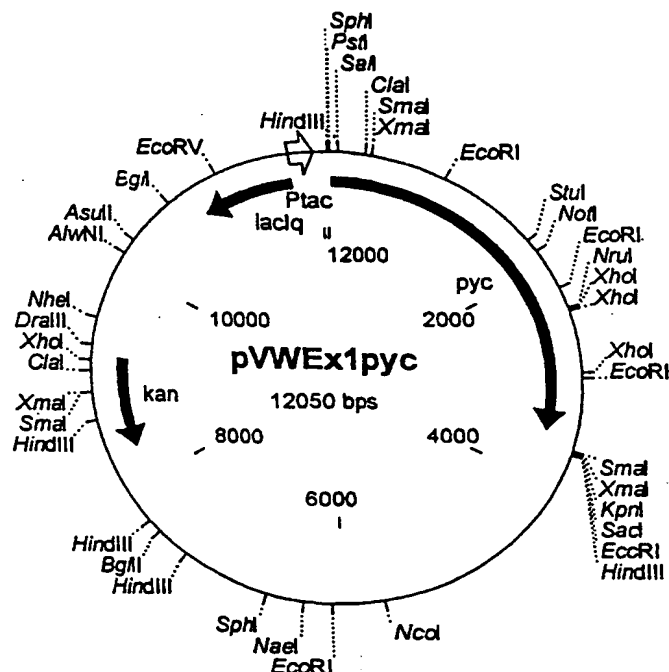 SphI
PstI
SalI
ClaI
SmaI
XmaI
HindIII
EcoRI
EcoRV
BglI
StuI
NotI
AsuII
AlwNI
Ptac
lacIq
12000
EcoRI
NruI
XhoI
XhoI
pyc
10000
2000
NheI
DraIII
XhoI
ClaI
pVWEx1pyc
XhoI
EcoRI
kan
12050 bps
XmaI
SmaI
HindIII
8000
4000
SmaI
XmaI
KpnI
SacI
EccRI
HindIII
6000
HindIII
BglII
HindIII
SphI
NaeI
EcoRI
NcoI